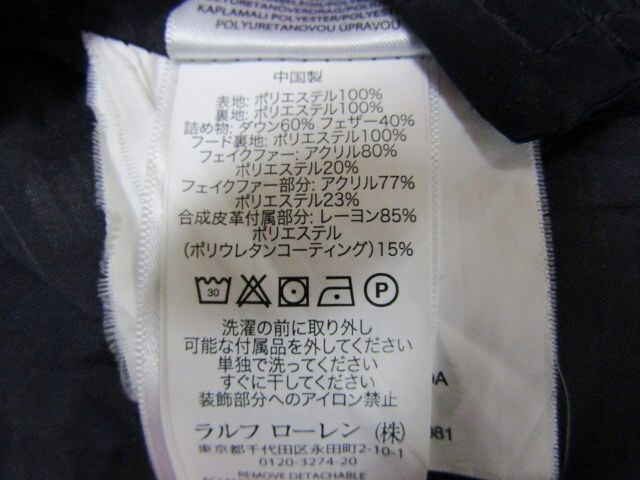 KAPLAMALI POLYESTER/POLYESTER
POLYURETANOVOU ÚPRAVOU
中国製
表地: ポリエステル100%
裏地: ポリエステル100%
詰め物: ダウン60% フェザー40%
フード裏地: ポリエステル100%
フェイクファー: アクリル80%
ポリエステル20%
フェイクファー部分: アクリル77%
ポリエステル23%
合成皮革付属部分: レーヨン85%
ポリエステル
(ポリウレタンコーティング)15%
30
P
洗濯の前に取り外し
可能な付属品を外してください
単独で洗ってください
すぐに干してください
装飾部分へのアイロン禁止
ラルフ ローレン (株)
東京都千代田区永田町2-10-1
0120-3274-20
REMOVE DETACHABLE